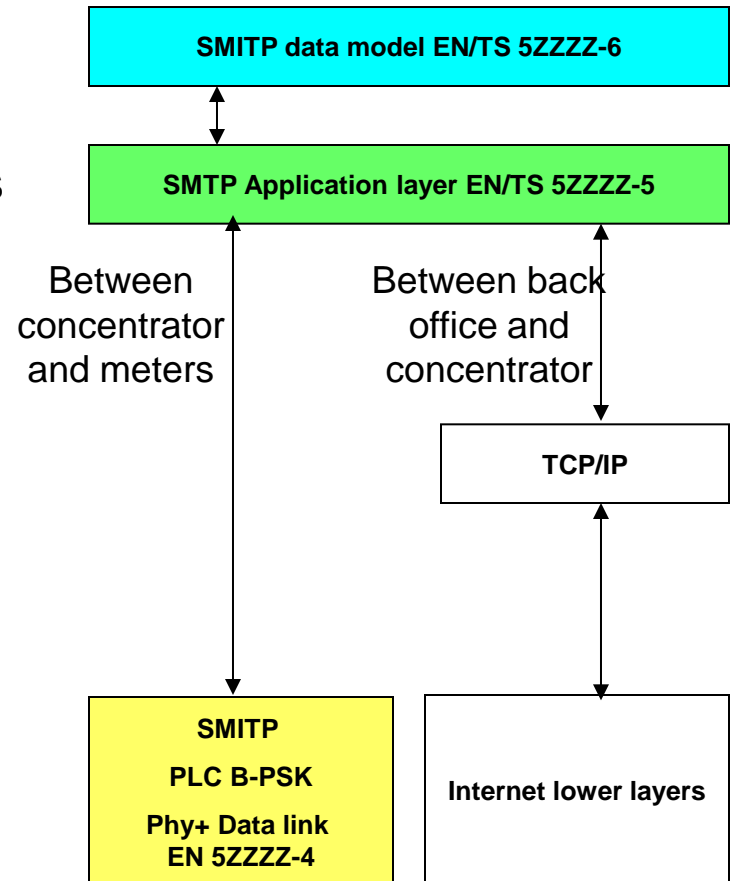 SMITP data model EN/TS 5ZZZZ-6
s
SMTP Application layer EN/TS 5ZZZZ-5
Between
concentrator
and meters
Between back
office and
concentrator
TCP/IP
SMITP
PLC B-PSK
Phy+ Data link
EN 5ZZZZ-4
Internet lower layers